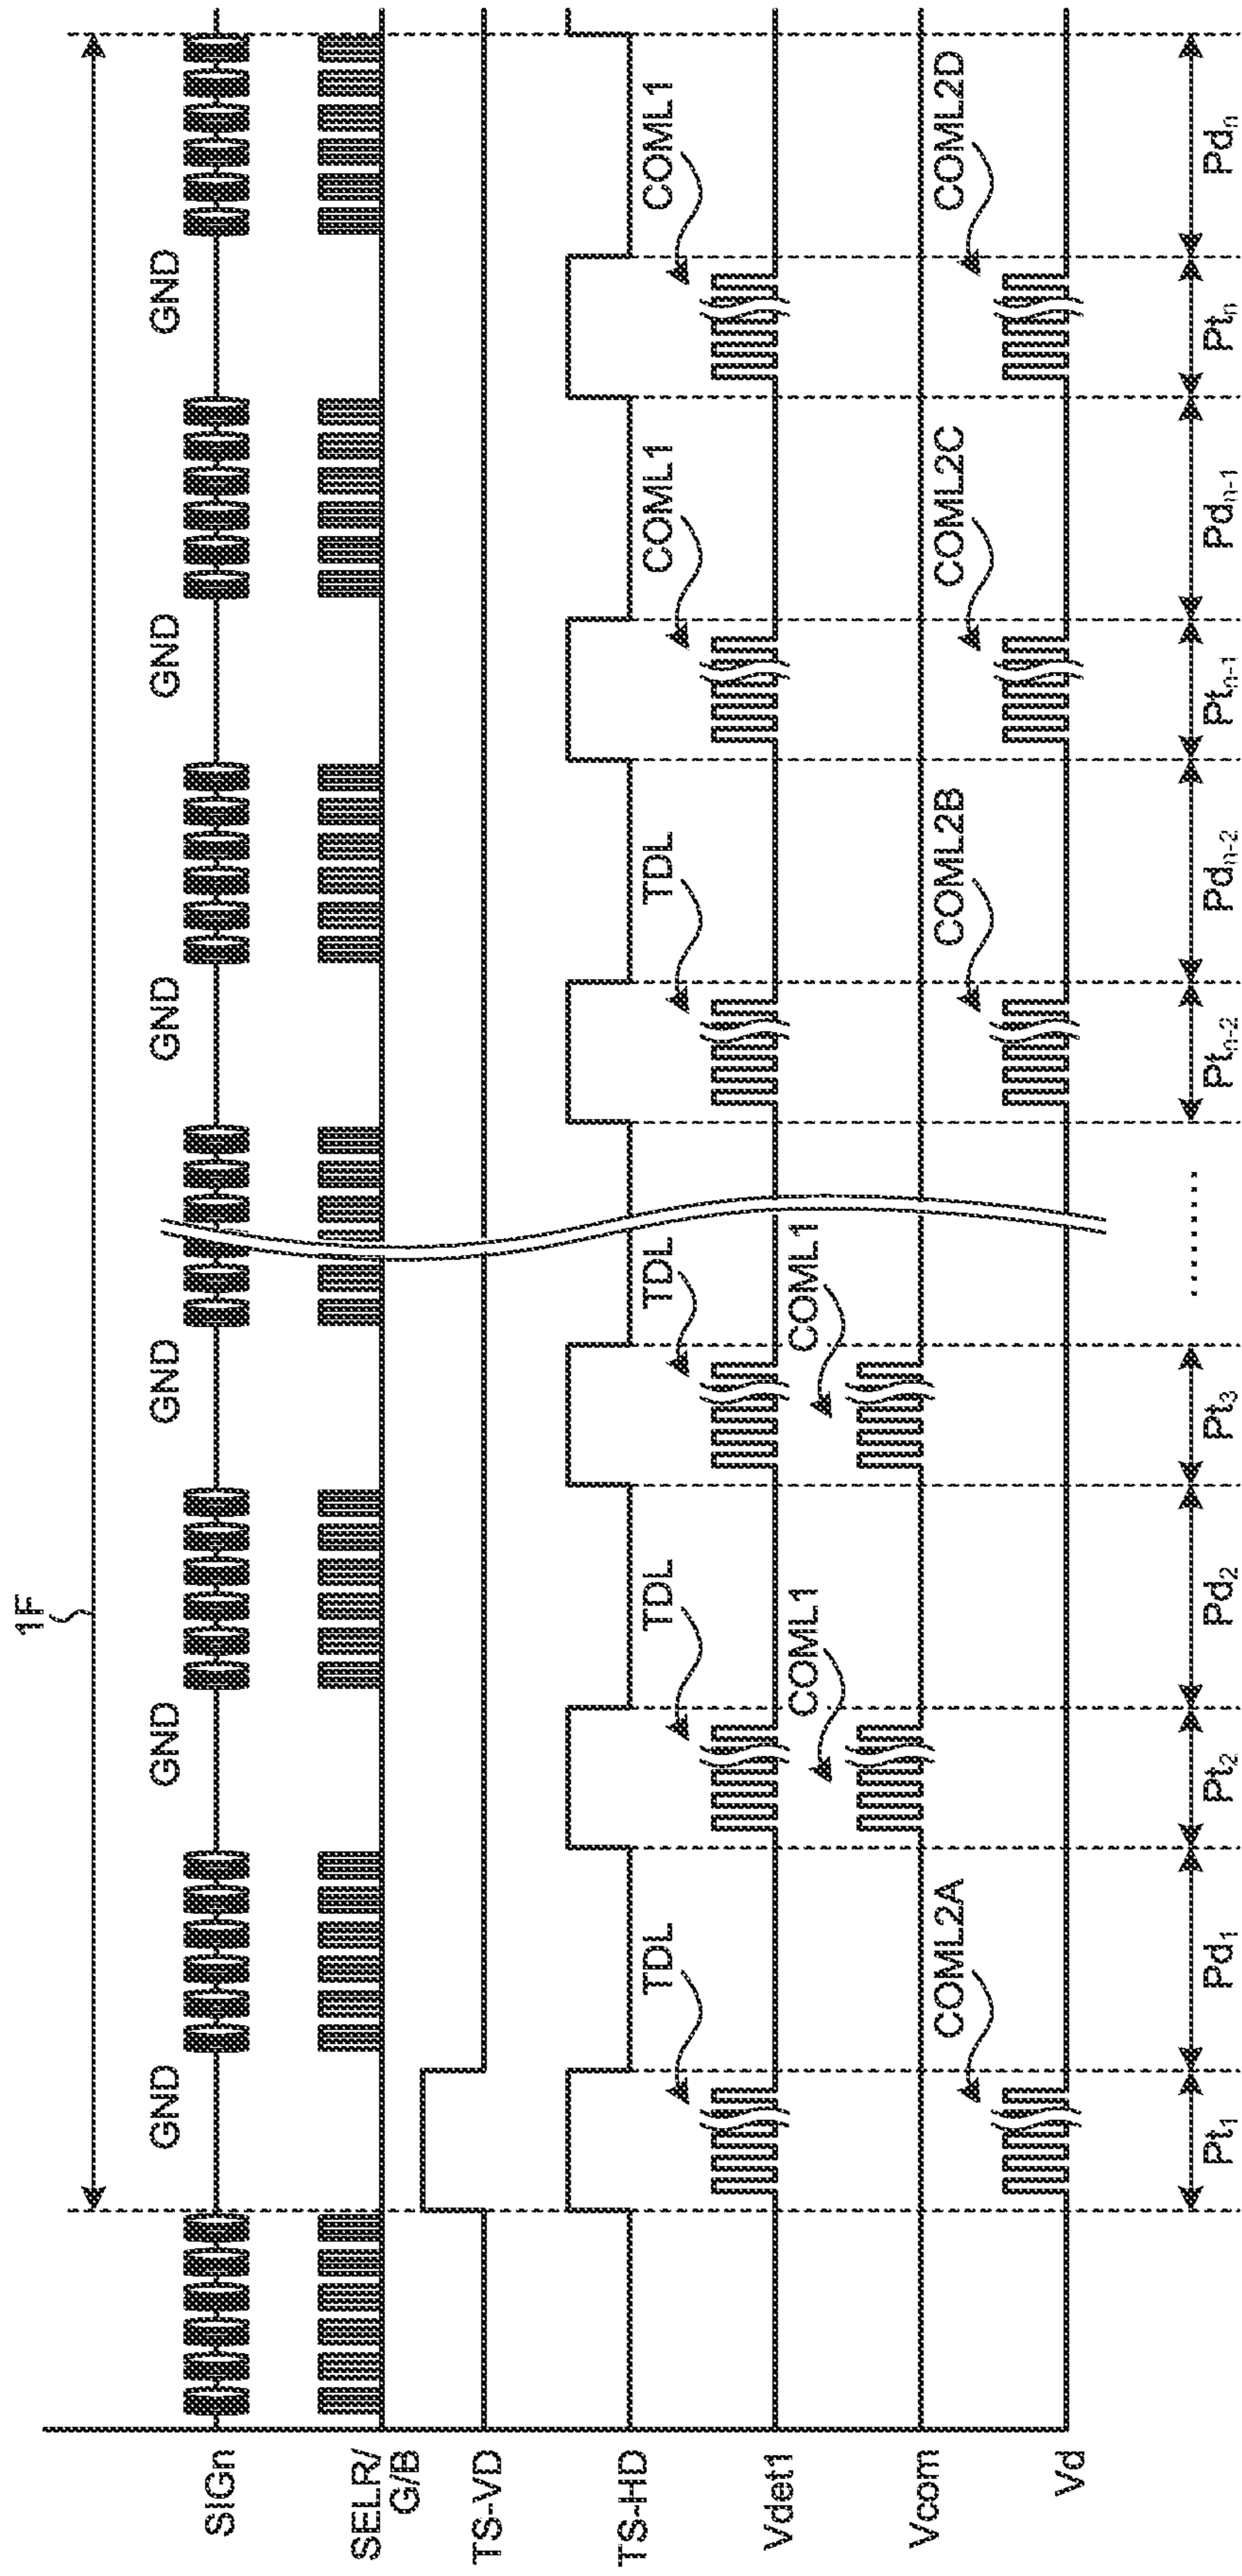 1F
GND GND GND GND GND GND
SIGn
SELR/
G/B
TS-VD
TS-HD
TDL TDL TDL TDL COML1 COML1
Vdet1
COML1 COML1
Vcom
COML2A COML2B COML2C COML2D
Vd
Pt1 Pd1 Pt2 Pd2 Pt3 ....... Ptn-2 Pdn-2 Ptn-1 Pdn-1 Ptn Pdn